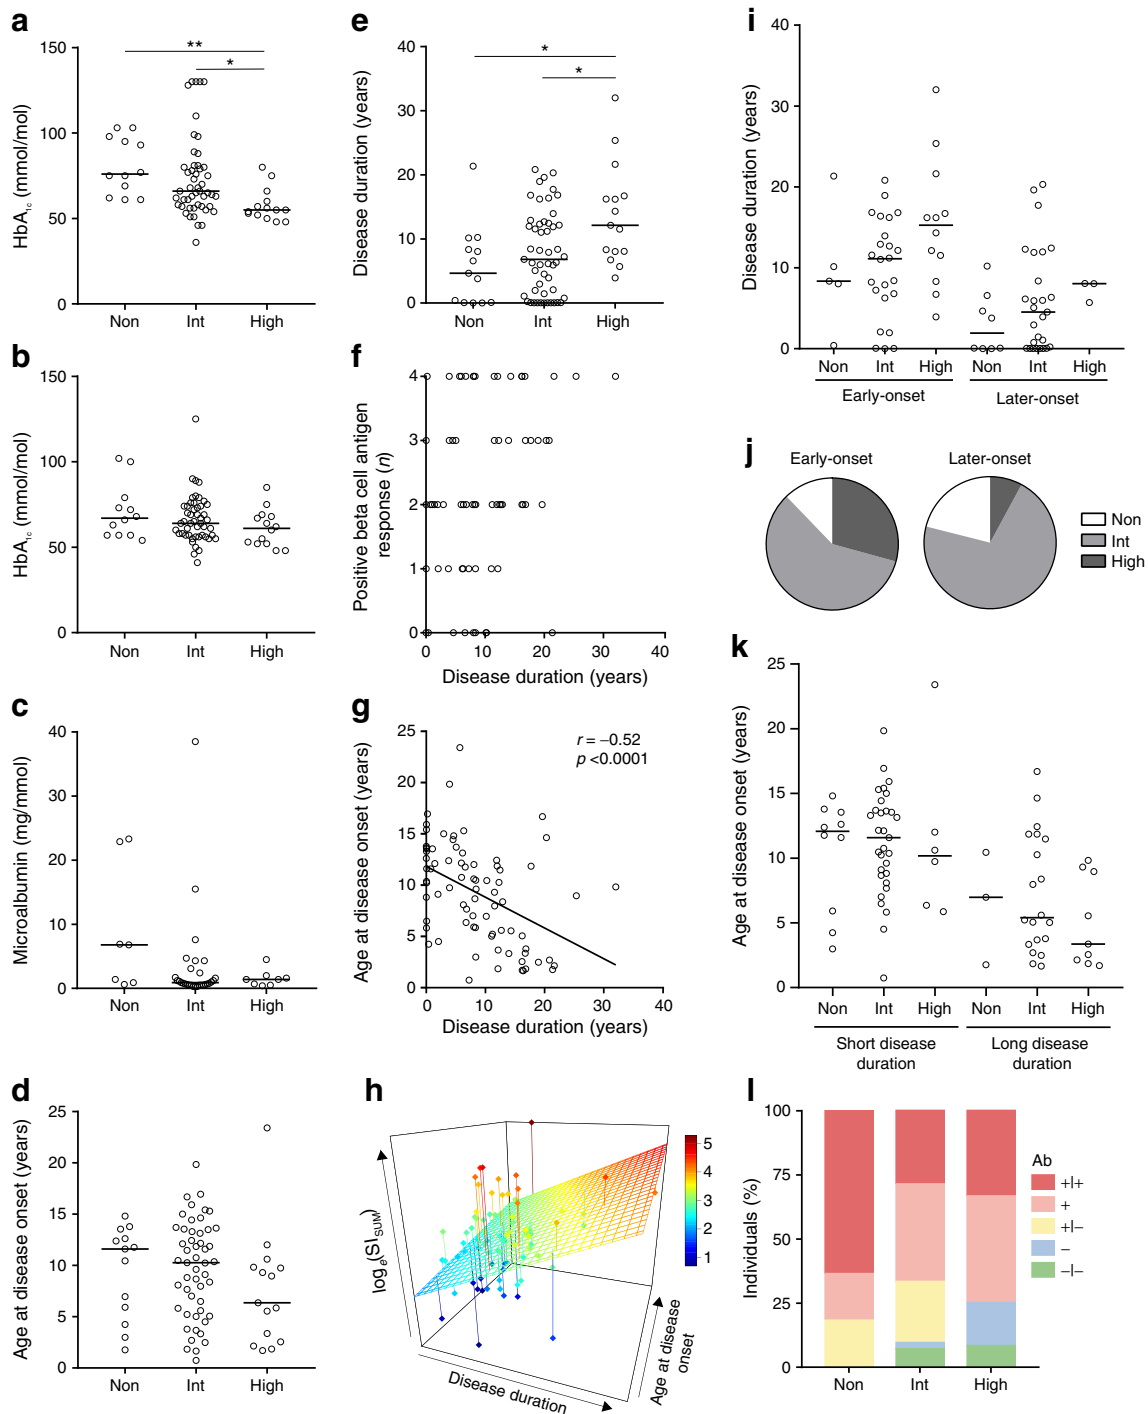 a
HbA1c (mmol/mol)
150
100
50
0
**
*
Non Int High
b
HbA1c (mmol/mol)
150
100
50
0
Non Int High
c
Microalbumin (mg/mmol)
40
30
20
10
0
Non Int High
d
Age at disease onset (years)
25
20
15
10
5
0
Non Int High
e
Disease duration (years)
40
30
20
10
0
*
*
Non Int High
f
Positive beta cell antigen
response (n)
4
3
2
1
0
0 10 20 30 40
Disease duration (years)
g
Age at disease onset (years)
25
20
15
10
5
0
r = −0.52
p <0.0001
0 10 20 30 40
Disease duration (years)
h
loge(SISUM)
Disease duration
Age at disease
onset
5
4
3
2
1
i
Disease duration (years)
40
30
20
10
0
Non Int High Non Int High
Early-onset Later-onset
j
Early-onset Later-onset
Non
Int
High
k
Age at disease onset (years)
25
20
15
10
5
0
Non Int High Non Int High
Short disease Long disease
duration duration
l
Individuals (%)
100
75
50
25
0
Non Int High
Ab
+|+
+
+|−
−
−|−